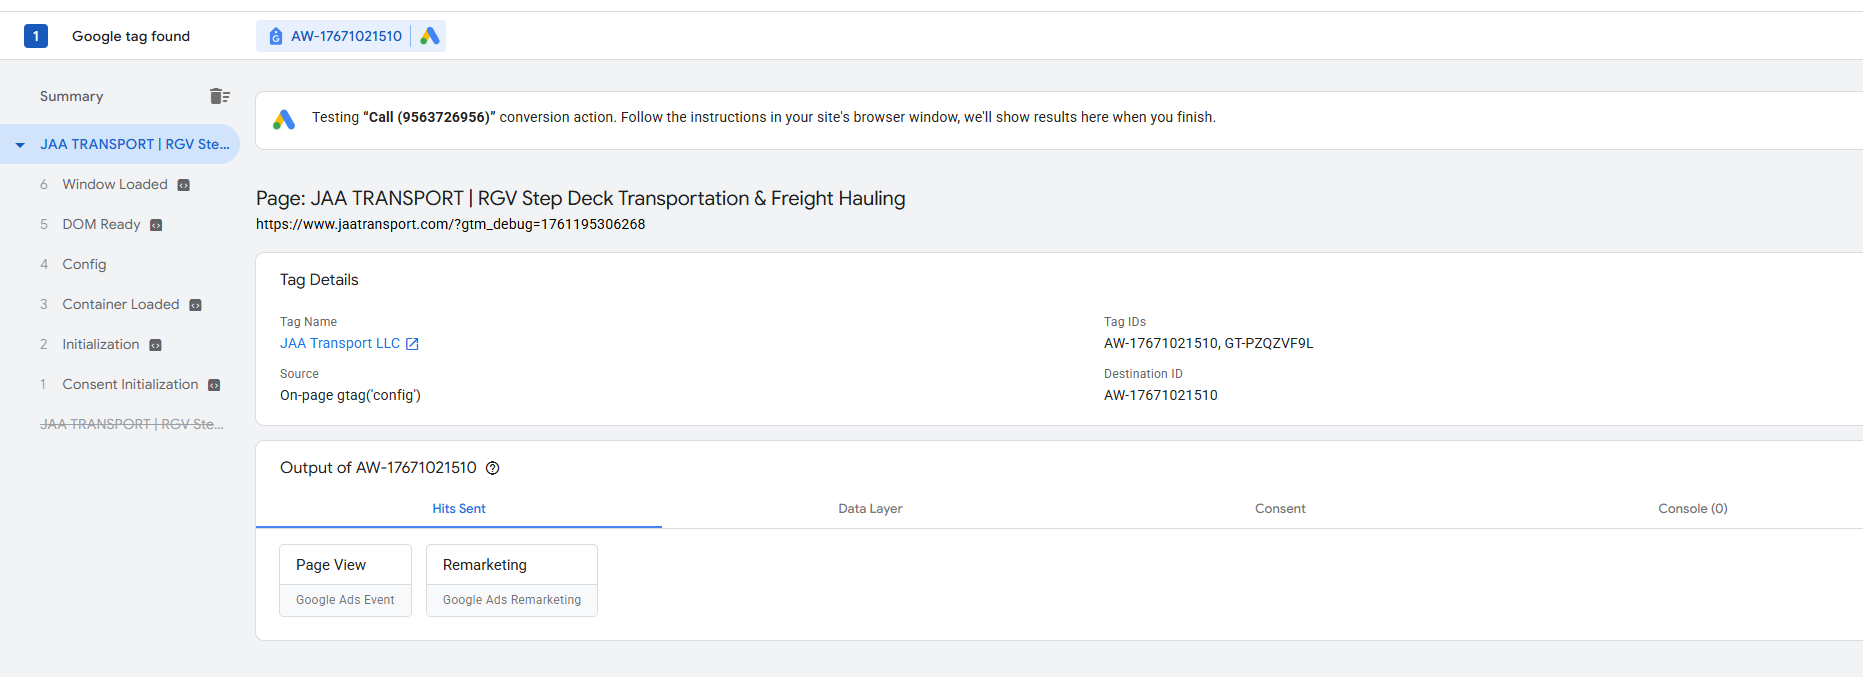 1 Google tag found AW-17671021510
Summary
JAA TRANSPORT | RGV Ste...
6 Window Loaded
5 DOM Ready
4 Config
3 Container Loaded
2 Initialization
1 Consent Initialization
JAA TRANSPORT | RGV Ste...
Testing “Call (9563726956)” conversion action. Follow the instructions in your site's browser window, we'll show results here when you finish.
Page: JAA TRANSPORT | RGV Step Deck Transportation & Freight Hauling
https://www.jaatransport.com/?gtm_debug=1761195306268
Tag Details
Tag Name
JAA Transport LLC
Tag IDs
AW-17671021510, GT-PZQZVF9L
Source
On-page gtag('config')
Destination ID
AW-17671021510
Output of AW-17671021510
Hits Sent Data Layer Consent Console (0)
Page View
Google Ads Event
Remarketing
Google Ads Remarketing